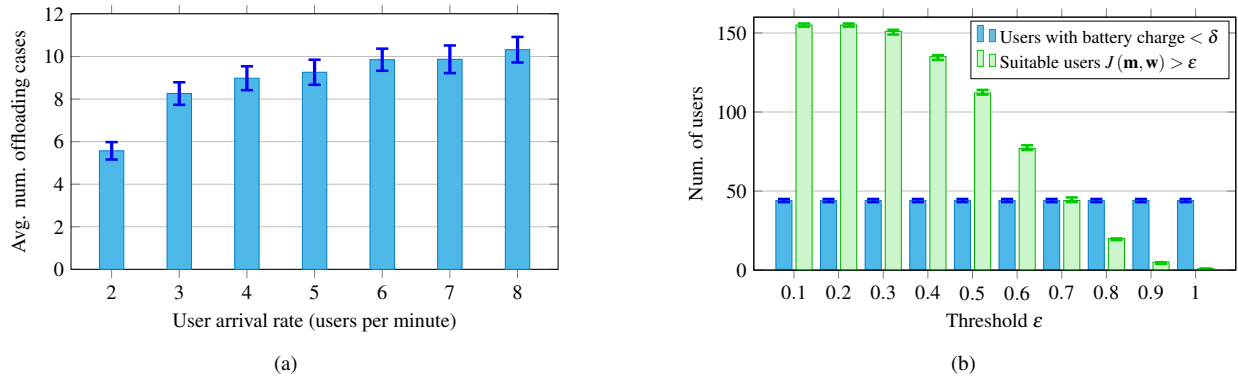 12
10
8
6
4
2
0
Avg. num. offloading cases
2 3 4 5 6 7 8
User arrival rate (users per minute)
(a)
150
100
50
0
Num. of users
Users with battery charge < δ
Suitable users J(m, w) > ε
0.1 0.2 0.3 0.4 0.5 0.6 0.7 0.8 0.9 1
Threshold ε
(b)